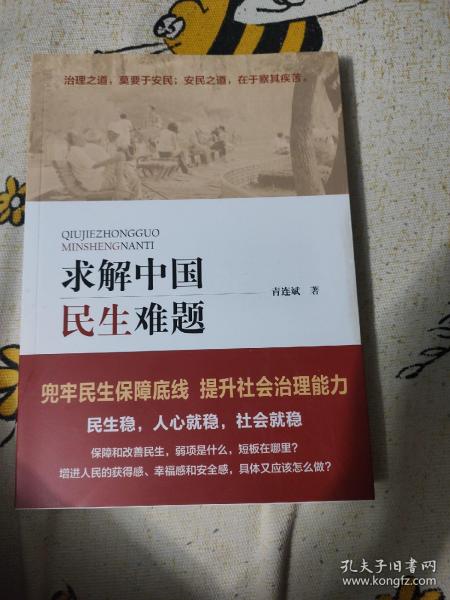 治理之道，莫要于安民；安民之道，在于察其疾苦。
QIUJIEZHONGGUO
MINSHENGNANTI
求解中国
民生难题
青连斌 著
兜牢民生保障底线 提升社会治理能力
民生稳，人心就稳，社会就稳
保障和改善民生，弱项是什么，短板在哪里？
增进人民的获得感、幸福感和安全感，具体又应该怎么做？
孔夫子旧书网
www.kongfz.com